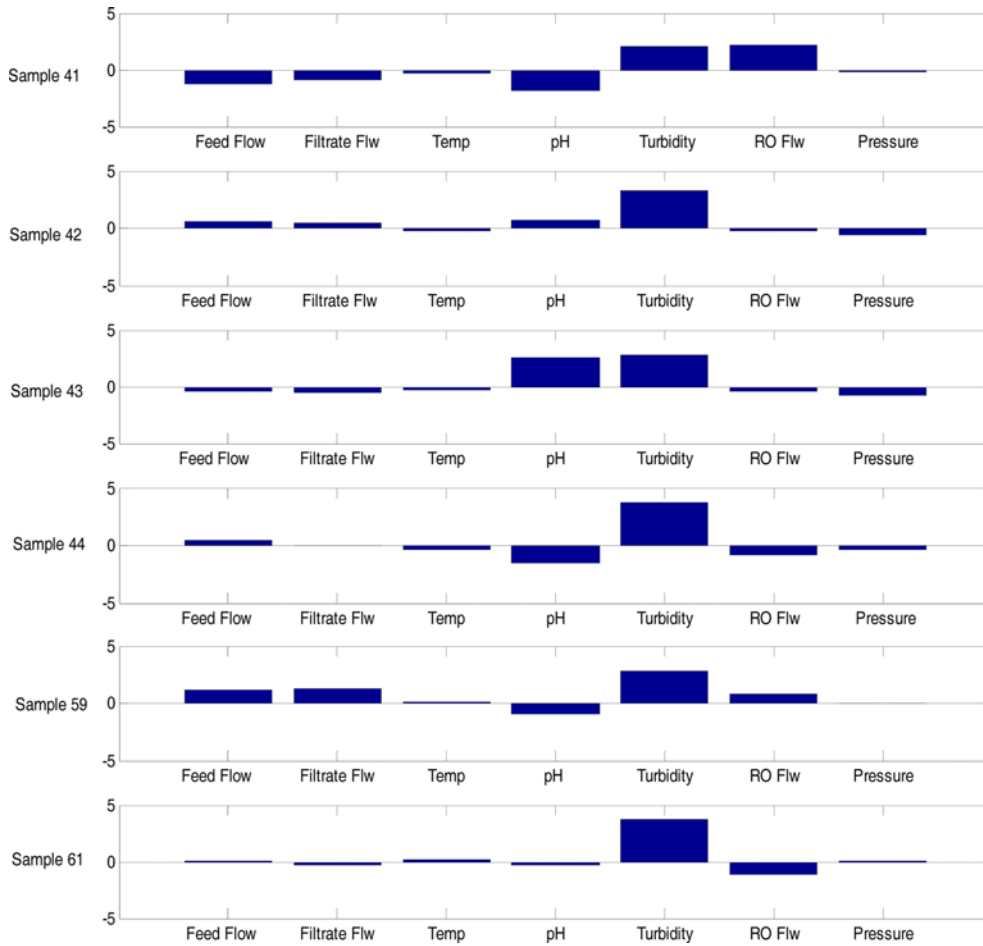 5
Sample 41 0
-5
Feed Flow Filtrate Flw Temp pH Turbidity RO Flw Pressure
5
Sample 42 0
-5
Feed Flow Filtrate Flw Temp pH Turbidity RO Flw Pressure
5
Sample 43 0
-5
Feed Flow Filtrate Flw Temp pH Turbidity RO Flw Pressure
5
Sample 44 0
-5
Feed Flow Filtrate Flw Temp pH Turbidity RO Flw Pressure
5
Sample 59 0
-5
Feed Flow Filtrate Flw Temp pH Turbidity RO Flw Pressure
5
Sample 61 0
-5
Feed Flow Filtrate Flw Temp pH Turbidity RO Flw Pressure